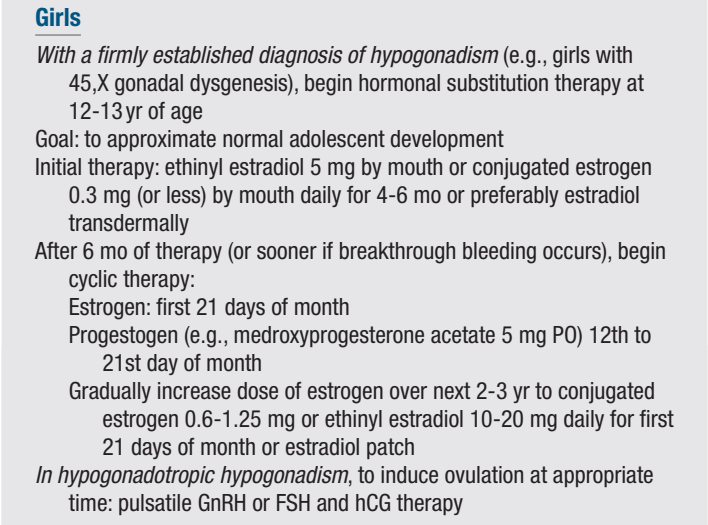 Girls
With a firmly established diagnosis of hypogonadism (e.g., girls with
45,X gonadal dysgenesis), begin hormonal substitution therapy at
12-13 yr of age
Goal: to approximate normal adolescent development
Initial therapy: ethinyl estradiol 5 mg by mouth or conjugated estrogen
0.3 mg (or less) by mouth daily for 4-6 mo or preferably estradiol
transdermally
After 6 mo of therapy (or sooner if breakthrough bleeding occurs), begin
cyclic therapy:
Estrogen: first 21 days of month
Progestogen (e.g., medroxyprogesterone acetate 5 mg PO) 12th to
21st day of month
Gradually increase dose of estrogen over next 2-3 yr to conjugated
estrogen 0.6-1.25 mg or ethinyl estradiol 10-20 mg daily for first
21 days of month or estradiol patch
In hypogonadotropic hypogonadism, to induce ovulation at appropriate
time: pulsatile GnRH or FSH and hCG therapy